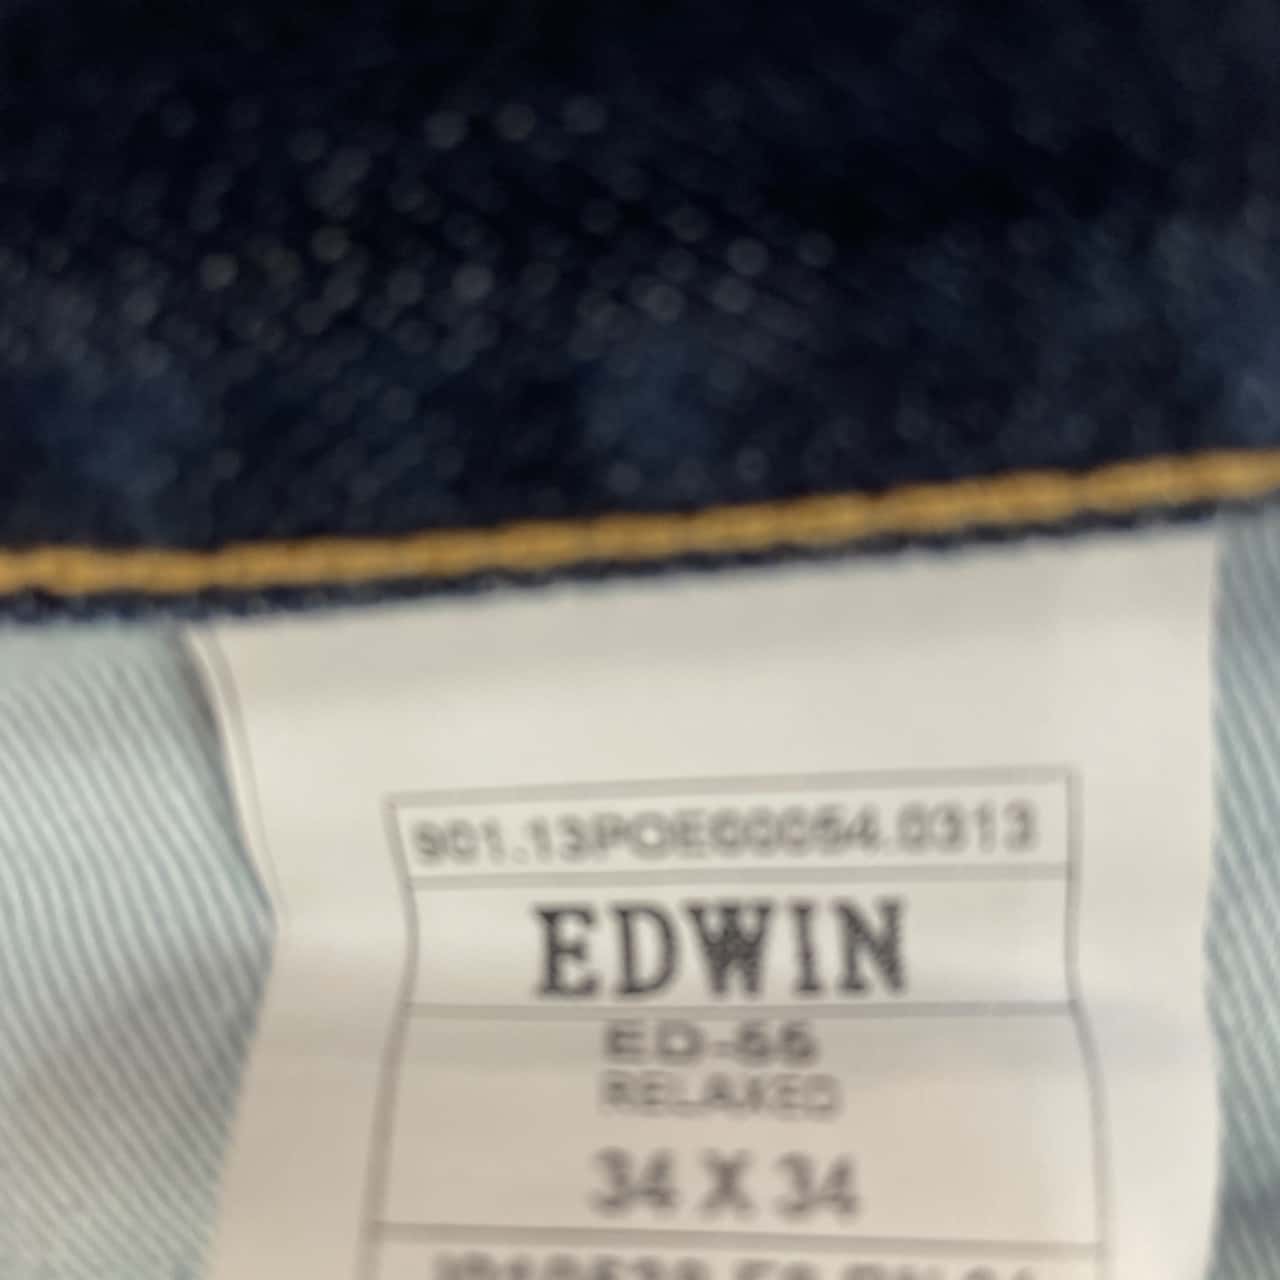 901.13POE00054.0313
EDWIN
ED-55
RELAXED
34 X 34